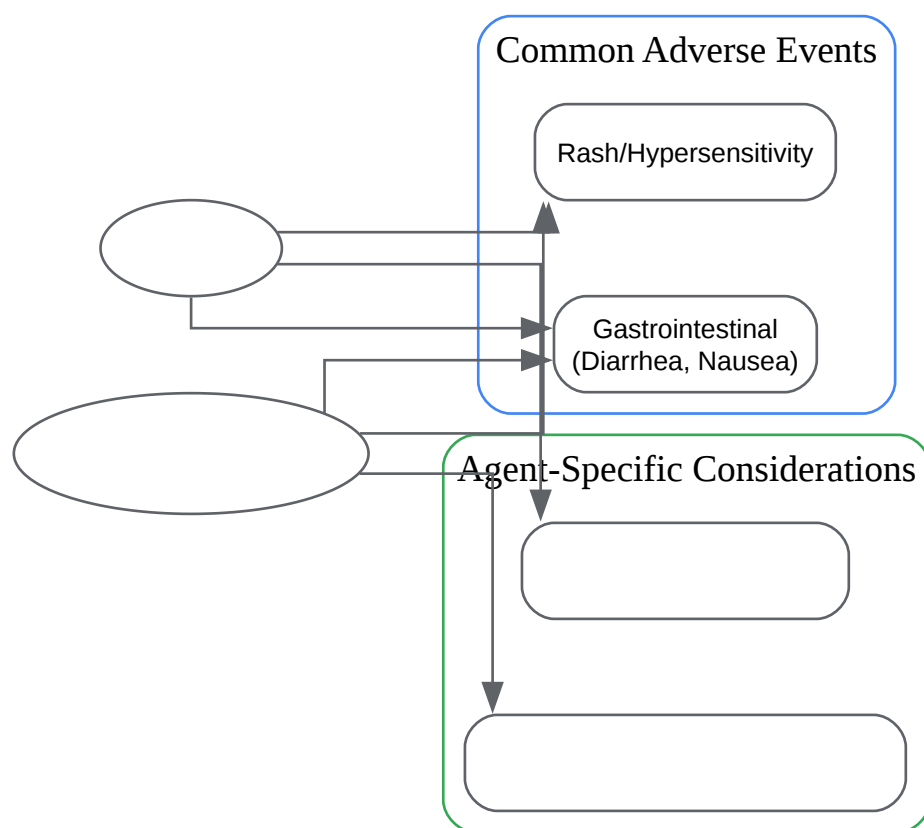 Common Adverse Events
Rash/Hypersensitivity
Gastrointestinal
(Diarrhea, Nausea)
Agent-Specific Considerations